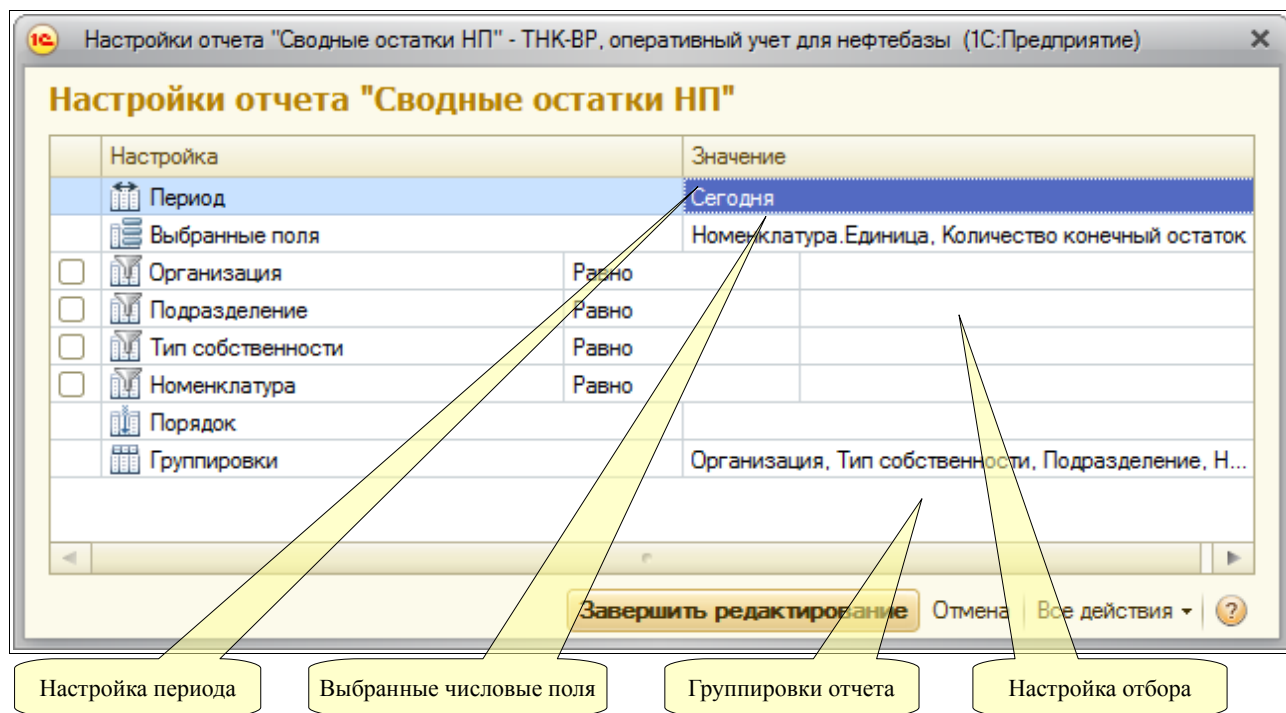 1С Настройки отчета "Сводные остатки НП" - ТНК-ВР, оперативный учет для нефтебазы (1С:Предприятие)
Настройки отчета "Сводные остатки НП"
Настройка Значение
Период Сегодня
Выбранные поля Номенклатура.Единица, Количество конечный остаток
Организация Равно
Подразделение Равно
Тип собственности Равно
Номенклатура Равно
Порядок
Группировки Организация, Тип собственности, Подразделение, Н...
Завершить редактирование Отмена Все действия ?
Настройка периода Выбранные числовые поля Группировки отчета Настройка отбора